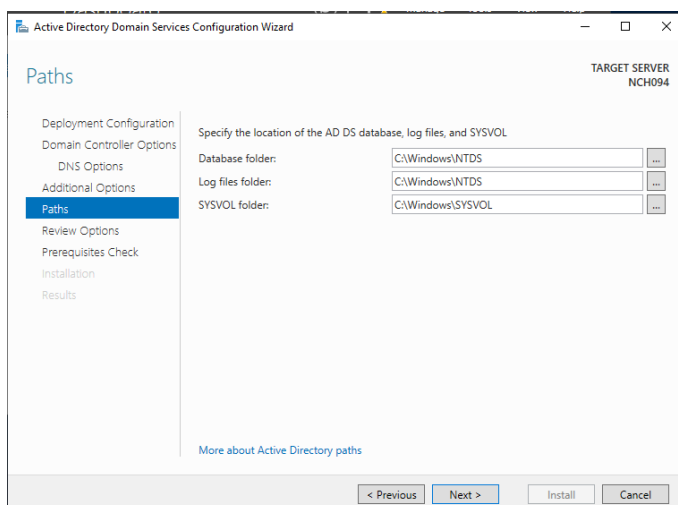 Active Directory Domain Services Configuration Wizard
Paths
TARGET SERVER
NCH094
Deployment Configuration
Domain Controller Options
DNS Options
Additional Options
Paths
Review Options
Prerequisites Check
Installation
Results
Specify the location of the AD DS database, log files, and SYSVOL
Database folder: C:\Windows\NTDS ...
Log files folder: C:\Windows\NTDS ...
SYSVOL folder: C:\Windows\SYSVOL ...
More about Active Directory paths
< Previous Next > Install Cancel